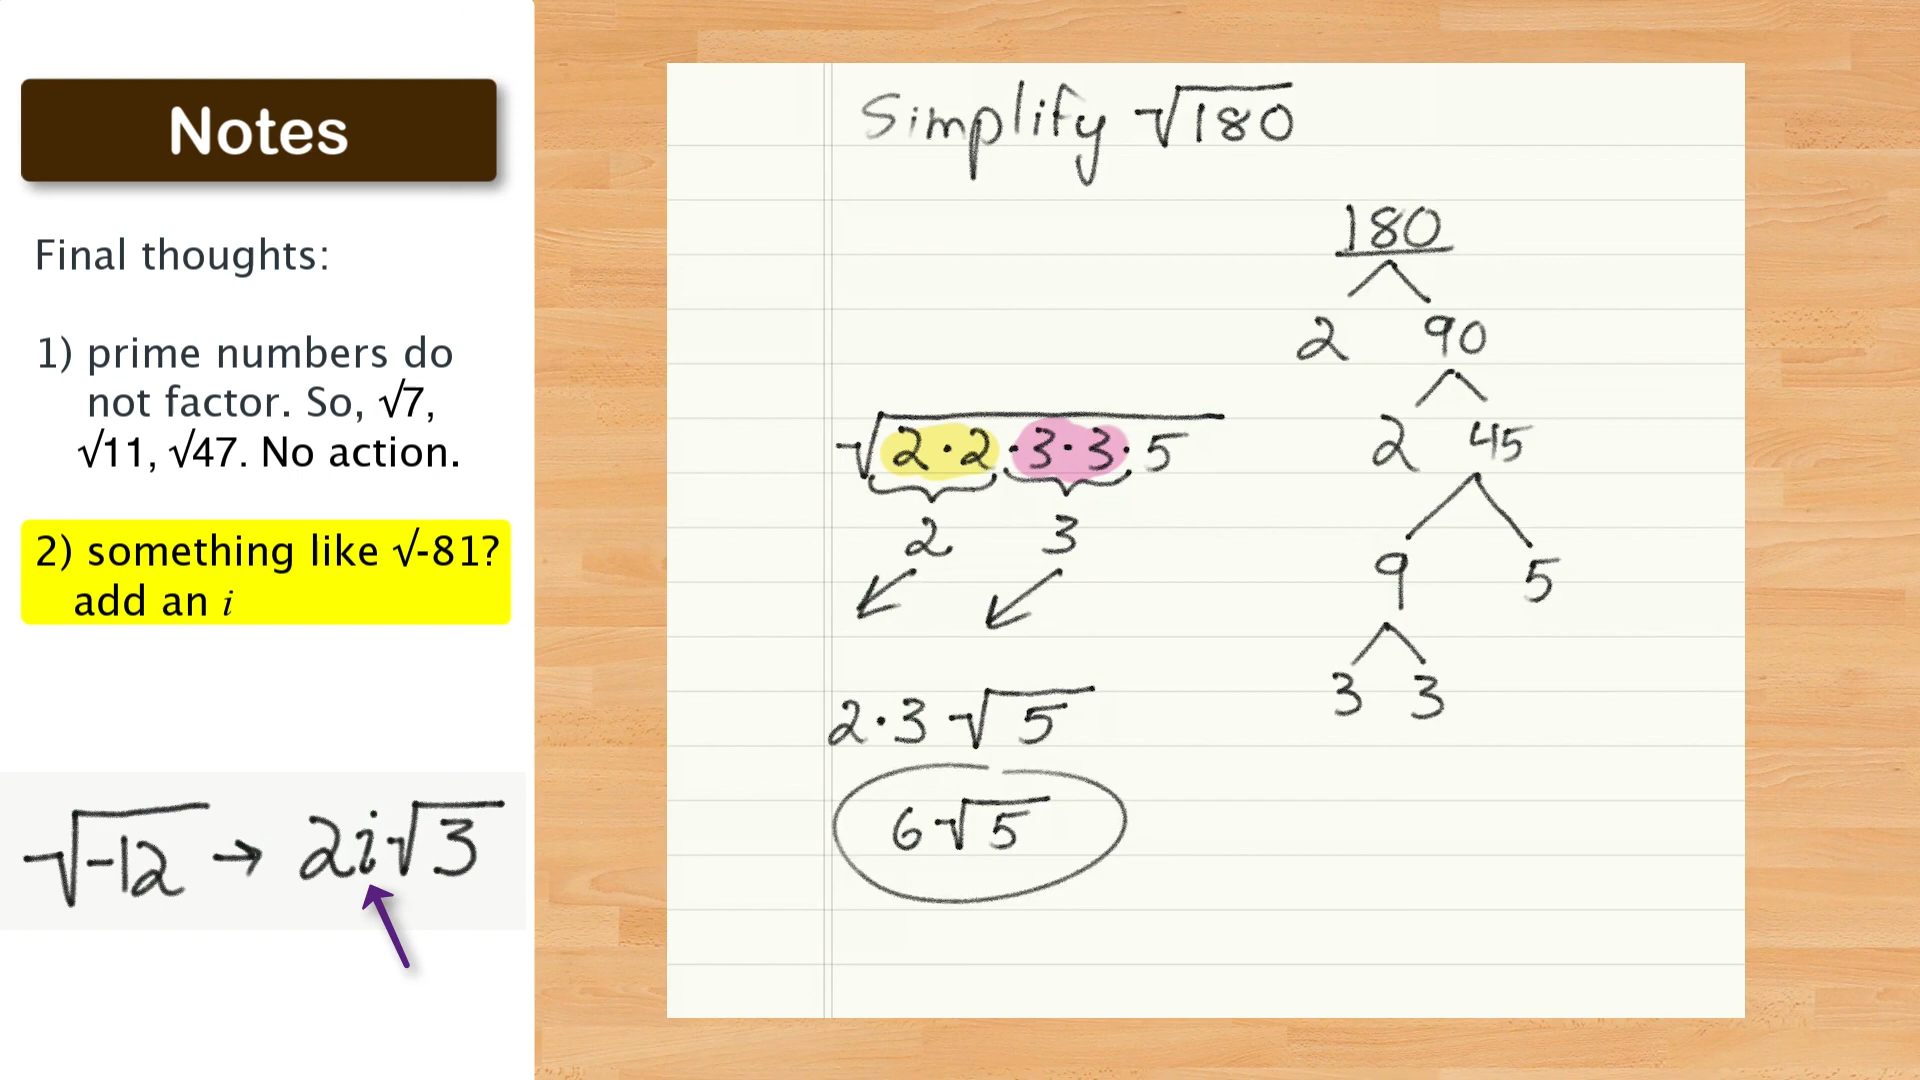 Notes
Final thoughts:
1) prime numbers do
not factor. So, √7,
√11, √47. No action.
2) something like √-81?
add an i
√-12 → 2i√3
Simplify √180
180
2 90
2 45
9 5
3 3
√2·2·3·3·5
2 3
2·3 √5
6√5